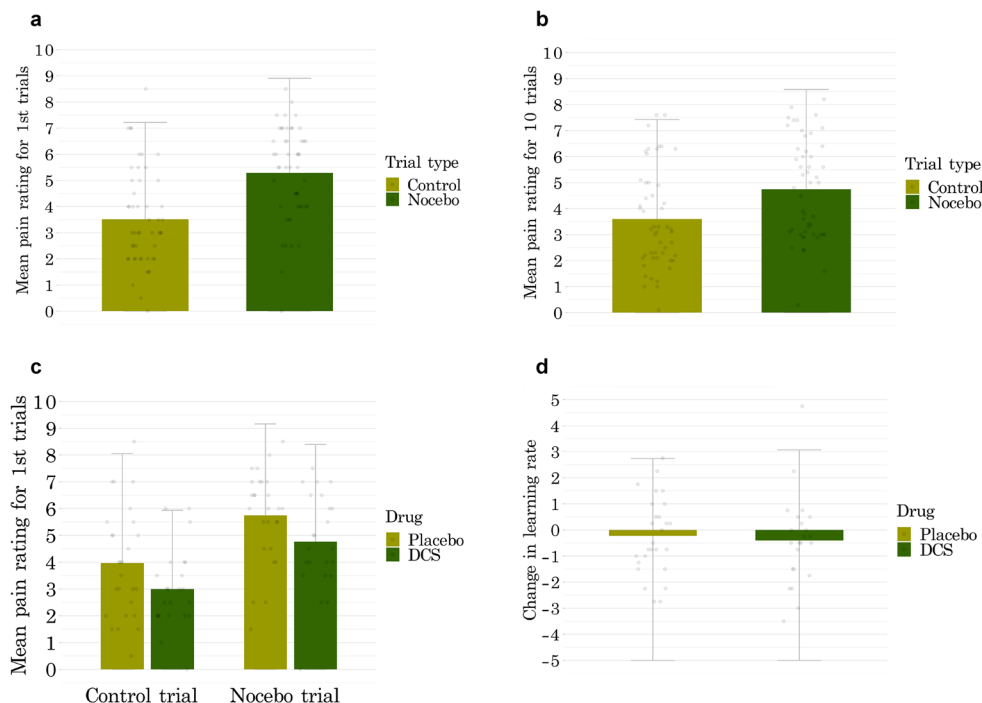 a
Mean pain rating for 1st trials
10
9
8
7
6
5
4
3
2
1
0
Trial type
Control
Nocebo
b
Mean pain rating for 10 trials
10
9
8
7
6
5
4
3
2
1
0
Trial type
Control
Nocebo
c
Mean pain rating for 1st trials
10
9
8
7
6
5
4
3
2
1
0
Control trial
Nocebo trial
Drug
Placebo
DCS
d
Change in learning rate
5
4
3
2
1
0
-1
-2
-3
-4
-5
Drug
Placebo
DCS